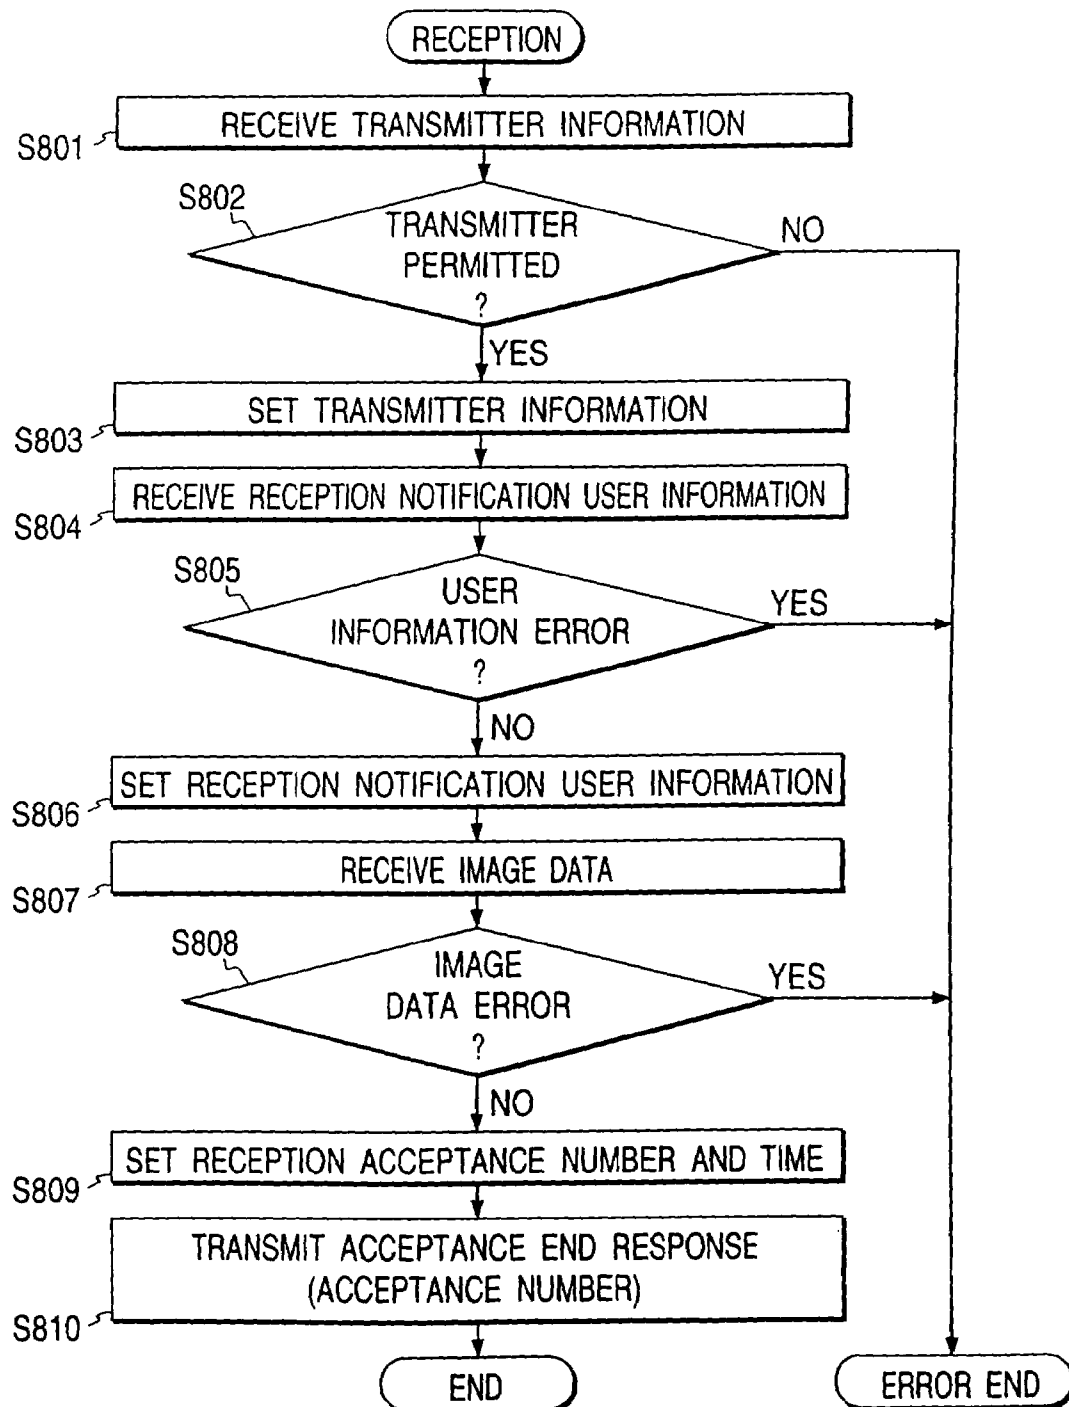 RECEPTION
RECEIVE TRANSMITTER INFORMATION
S801
S802
TRANSMITTER
PERMITTED
?
NO
YES
SET TRANSMITTER INFORMATION
S803
RECEIVE RECEPTION NOTIFICATION USER INFORMATION
S804
S805
USER
INFORMATION ERROR
?
YES
NO
SET RECEPTION NOTIFICATION USER INFORMATION
S806
RECEIVE IMAGE DATA
S807
S808
IMAGE
DATA ERROR
?
YES
NO
SET RECEPTION ACCEPTANCE NUMBER AND TIME
S809
TRANSMIT ACCEPTANCE END RESPONSE
(ACCEPTANCE NUMBER)
S810
END
ERROR END